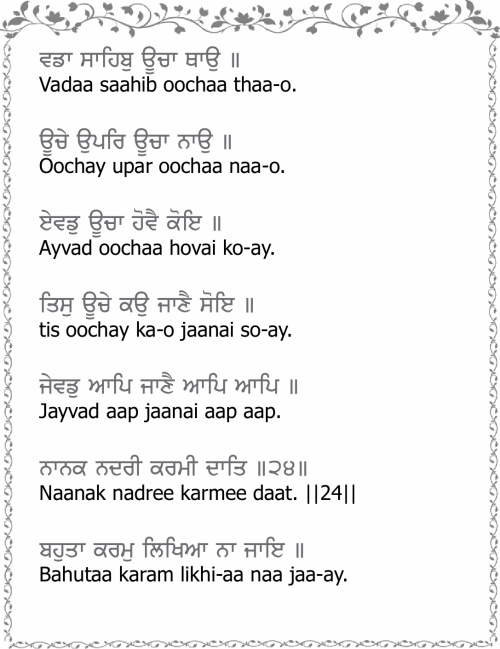 ਵਡਾ ਸਾਹਿਬੁ ਊਚਾ ਥਾਉ ॥
Vadaa saahib oochaa thaa-o.
ਊਚੇ ਉਪਰਿ ਊਚਾ ਨਾਉ ॥
Oochay upar oochaa naa-o.
ਏਵਡੁ ਊਚਾ ਹੋਵੈ ਕੋਇ ॥
Ayvad oochaa hovai ko-ay.
ਤਿਸੁ ਊਚੇ ਕਉ ਜਾਣੈ ਸੋਇ ॥
tis oochay ka-o jaanai so-ay.
ਜੇਵਡੁ ਆਪਿ ਜਾਣੈ ਆਪਿ ਆਪਿ ॥
Jayvad aap jaanai aap aap.
ਨਾਨਕ ਨਦਰੀ ਕਰਮੀ ਦਾਤਿ ॥੨੪॥
Naanak nadree karmee daat. ||24||
ਬਹੁਤਾ ਕਰਮੁ ਲਿਖਿਆ ਨਾ ਜਾਇ ॥
Bahutaa karam likhi-aa naa jaa-ay.